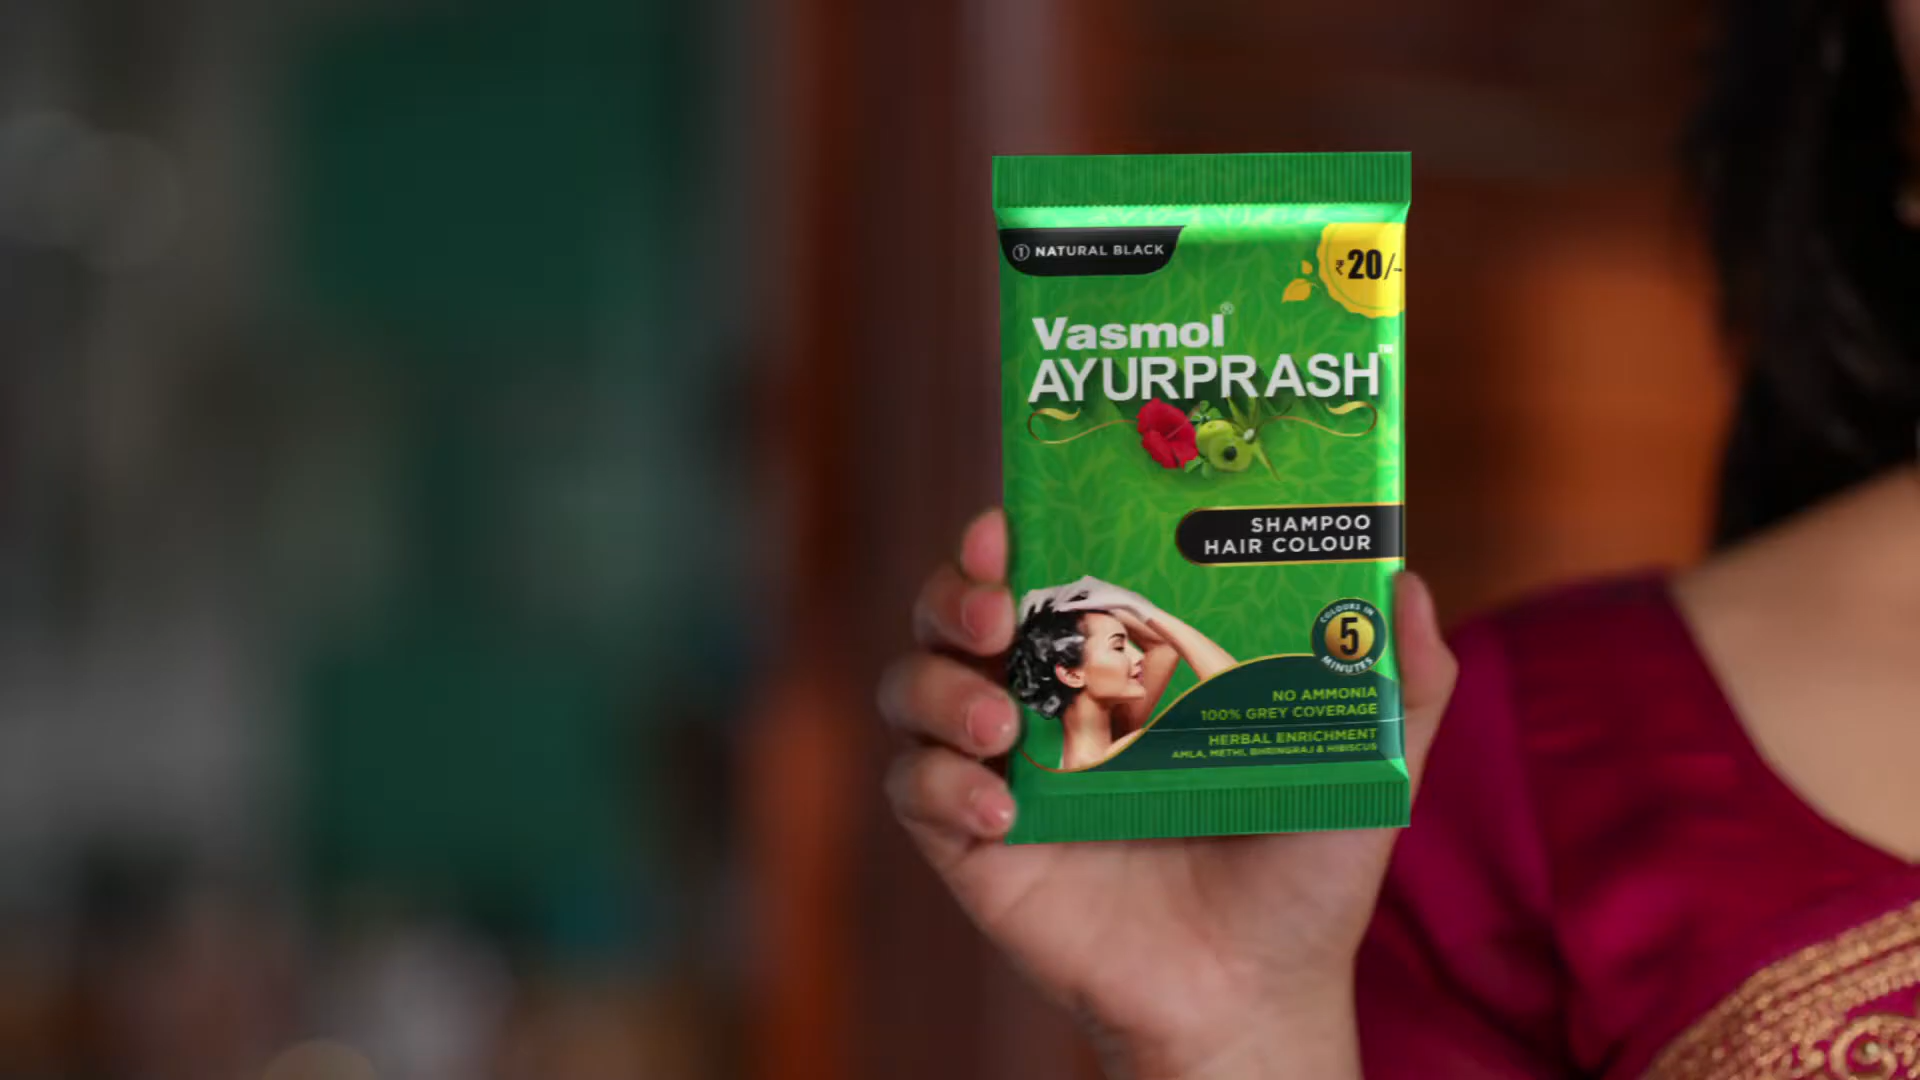 ① NATURAL BLACK
₹20/-
Vasmol®
AYURPRASH™
SHAMPOO
HAIR COLOUR
COLOURS IN
5
MINUTES
NO AMMONIA
100% GREY COVERAGE
HERBAL ENRICHMENT
AMLA, METHI, BHRINGRAJ & HIBISCUS